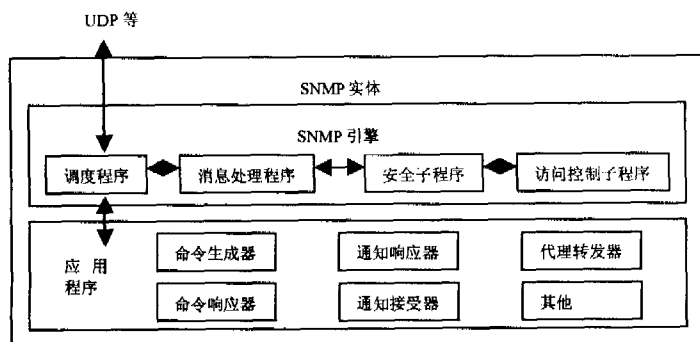 UDP 等
SNMP 实体
SNMP 引擎
调度程序
消息处理程序
安全子程序
访问控制子程序
应 用
程序
命令生成器
通知响应器
代理转发器
命令响应器
通知接受器
其他